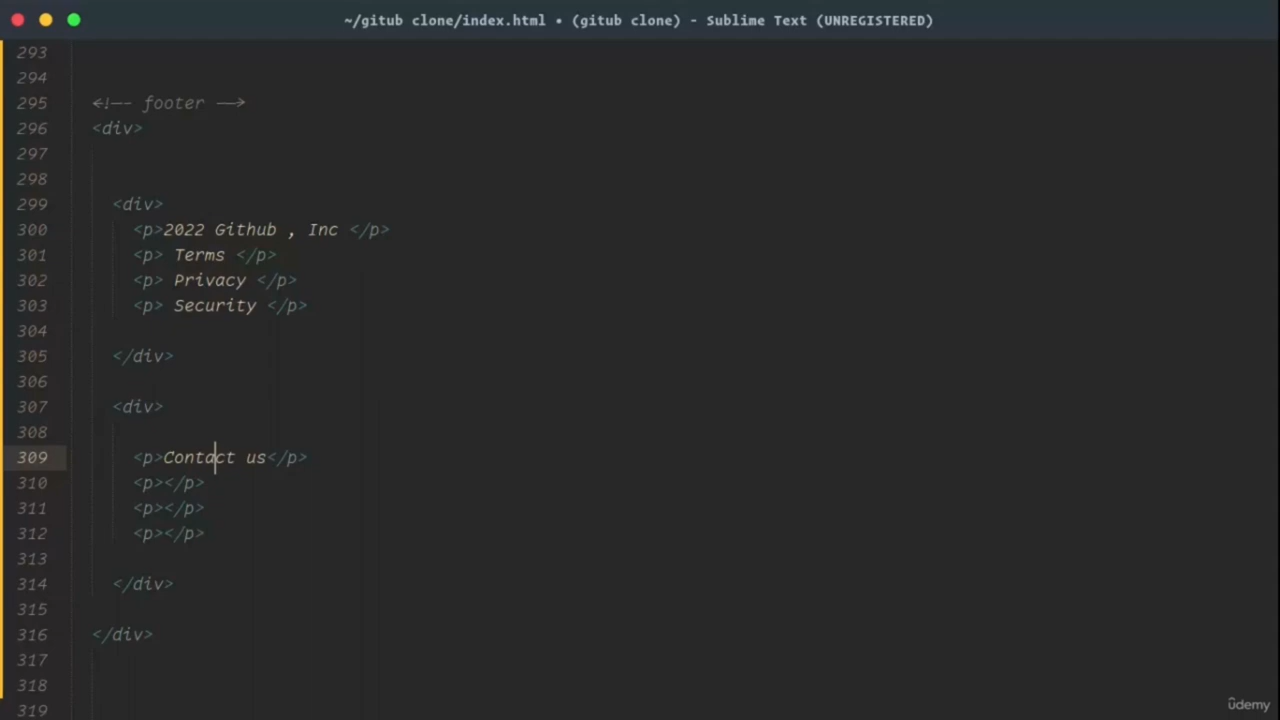 ~/gitub clone/index.html • (gitub clone) - Sublime Text (UNREGISTERED)
293
294
295 <!-- footer -->
296 <div>
297
298
299 <div>
300 <p>2022 Github , Inc </p>
301 <p> Terms </p>
302 <p> Privacy </p>
303 <p> Security </p>
304
305 </div>
306
307 <div>
308
309 <p>Contact us</p>
310 <p></p>
311 <p></p>
312 <p></p>
313
314 </div>
315
316 </div>
317
318
319
ûdemy